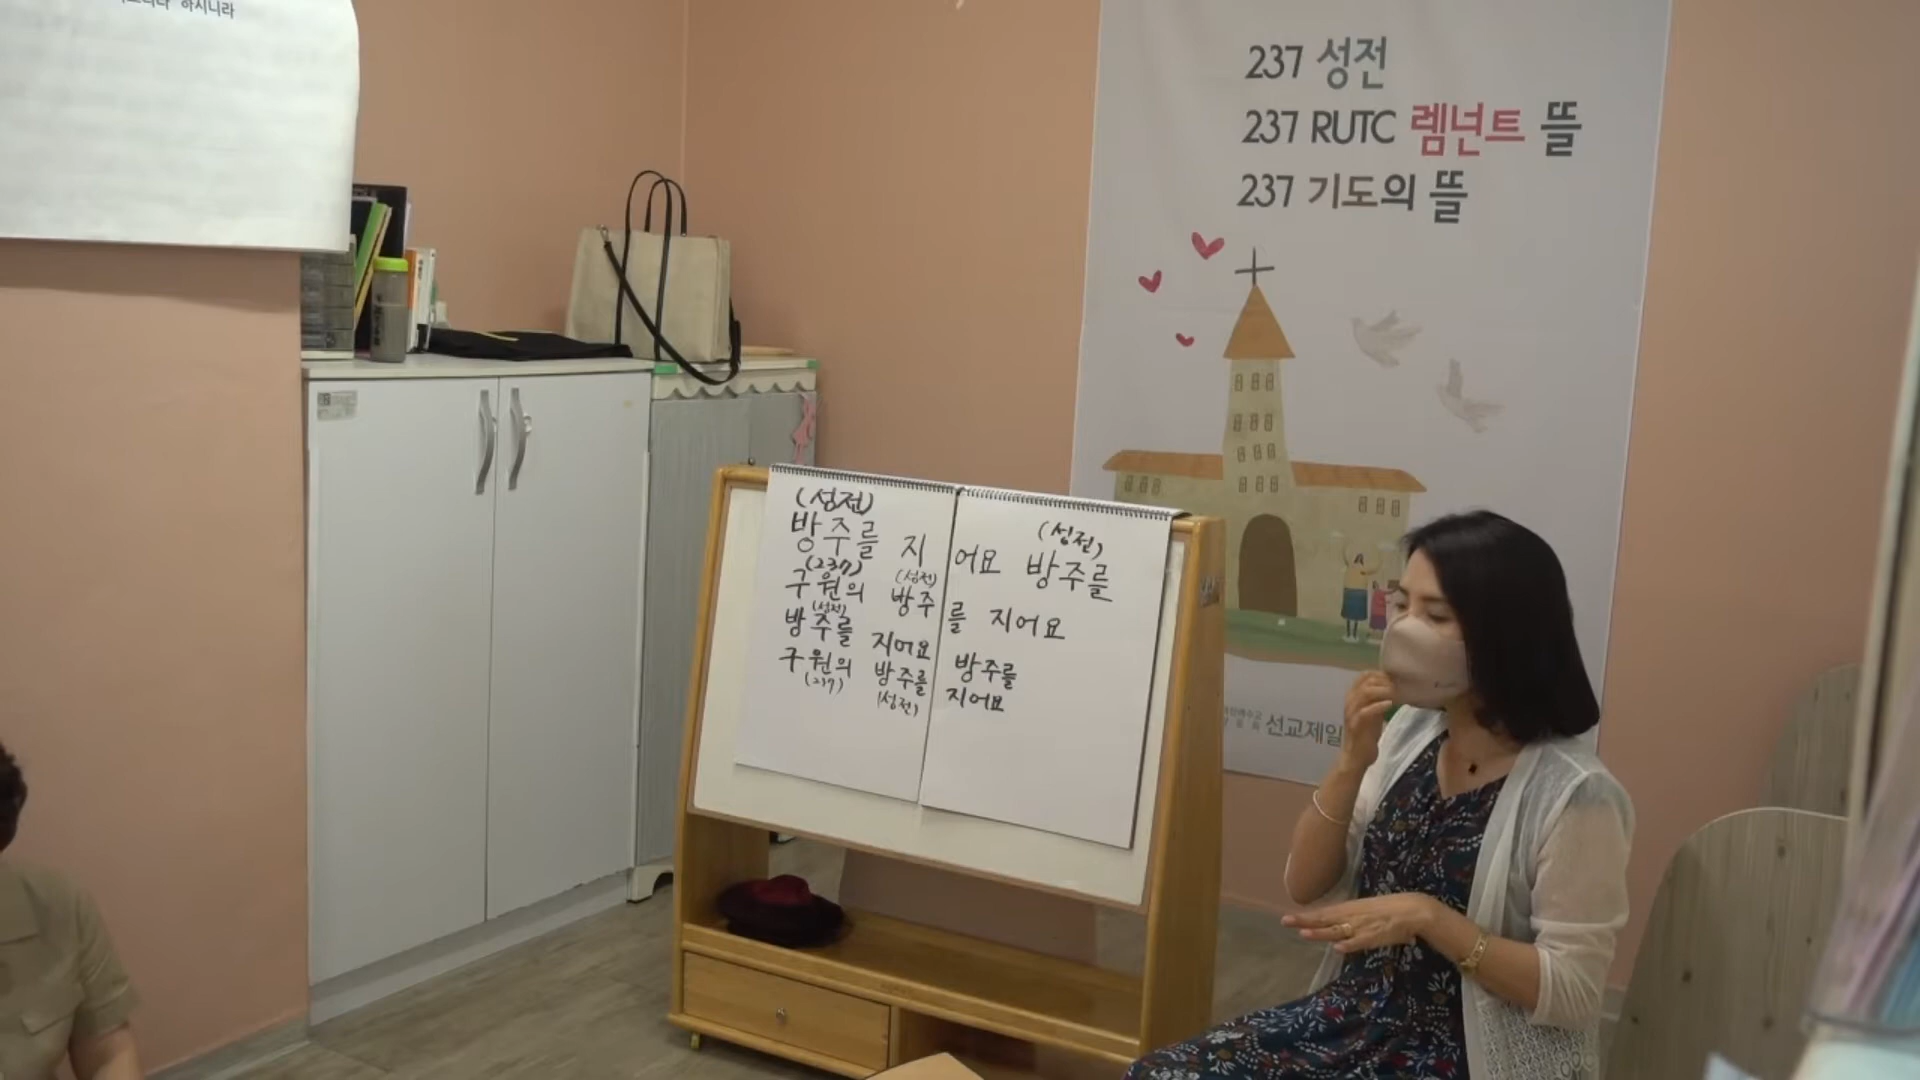 하시니라
237 성전
237 RUTC 렘넌트 뜰
237 기도의 뜰
(성전)
방주를 지어요
(237) (성전)
구원의 방주
(성전)
방주를 지어요
구원의 방주를
(237) (성전)
(성전)
방주를
를 지어요
방주를
지어요
선교제일